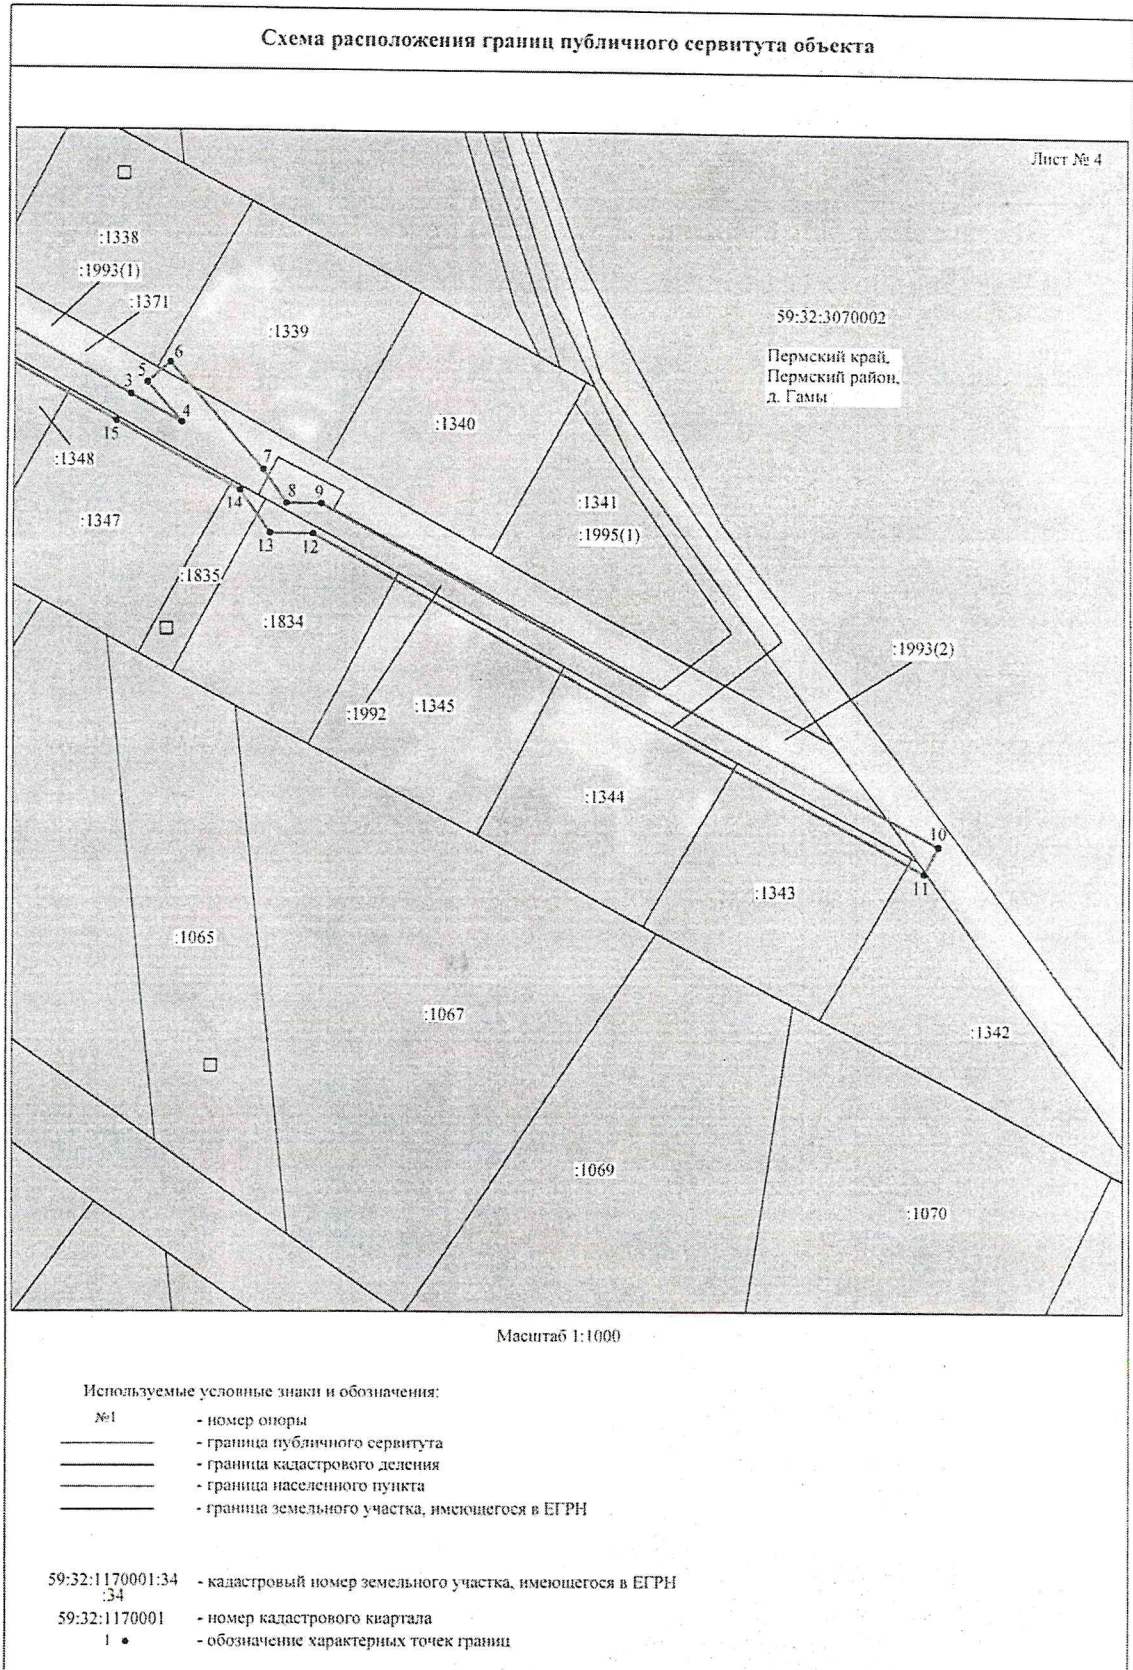 Схема расположения границ публичного сервитута объекта
Лист № 4
:1338
:1993(1)
:1371
:1339
59:32:3070002
Пермский край,
Пермский район,
д. Гамы
6
5
3
4
15
:1340
:1348
7
8
9
:1341
14
:1347
:1995(1)
13
12
:1835
:1834
:1993(2)
:1992
:1345
:1344
10
11
:1343
:1065
:1067
:1342
:1069
:1070
Масштаб 1:1000
Используемые условные знаки и обозначения:
№1 - номер опоры
- граница публичного сервитута
- граница кадастрового деления
- граница населенного пункта
- граница земельного участка, имеющегося в ЕГРН
59:32:1170001:34 - кадастровый номер земельного участка, имеющегося в ЕГРН
:34
59:32:1170001 - номер кадастрового квартала
1 - обозначение характерных точек границ